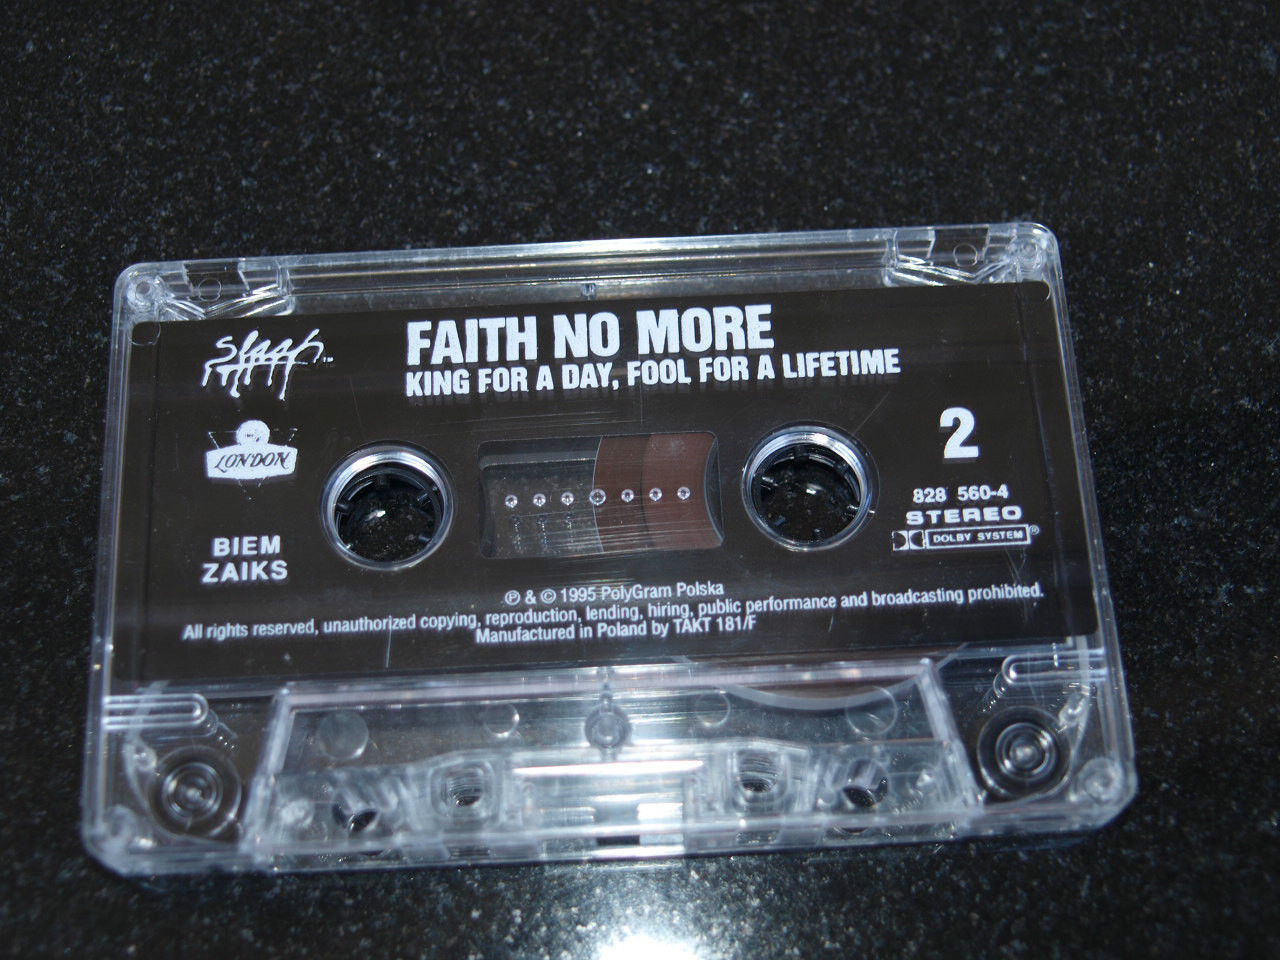 slash™
FAITH NO MORE
KING FOR A DAY, FOOL FOR A LIFETIME
LONDON
2
828 560-4
STEREO
DOLBY SYSTEM®
BIEM
ZAIKS
℗ & © 1995 PolyGram Polska
All rights reserved, unauthorized copying, reproduction, lending, hiring, public performance and broadcasting prohibited.
Manufactured in Poland by TAKT 181/F